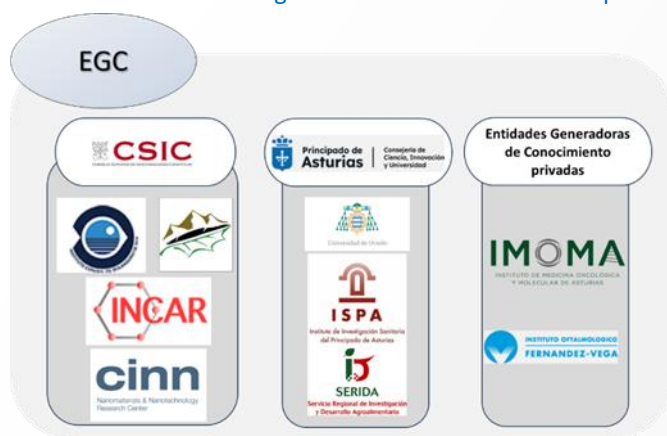 EGC
CSIC
Principado de
Asturias
Consejería de
Ciencia, Innovación
y Universidad
Entidades Generadoras
de Conocimiento
privadas
Universidad de Oviedo
INCAR
ISPA
Instituto de Investigación Sanitaria
del Principado de Asturias
cinn
Nanomaterials & Nanotechnology
Research Center
SERIDA
Servicio Regional de Investigación
y Desarrollo Agroalimentario
IMOMA
INSTITUTO DE MEDICINA ONCOLÓGICA
Y MOLECULAR DE ASTURIAS
INSTITUTO OFTALMOLOGICO
FERNANDEZ-VEGA